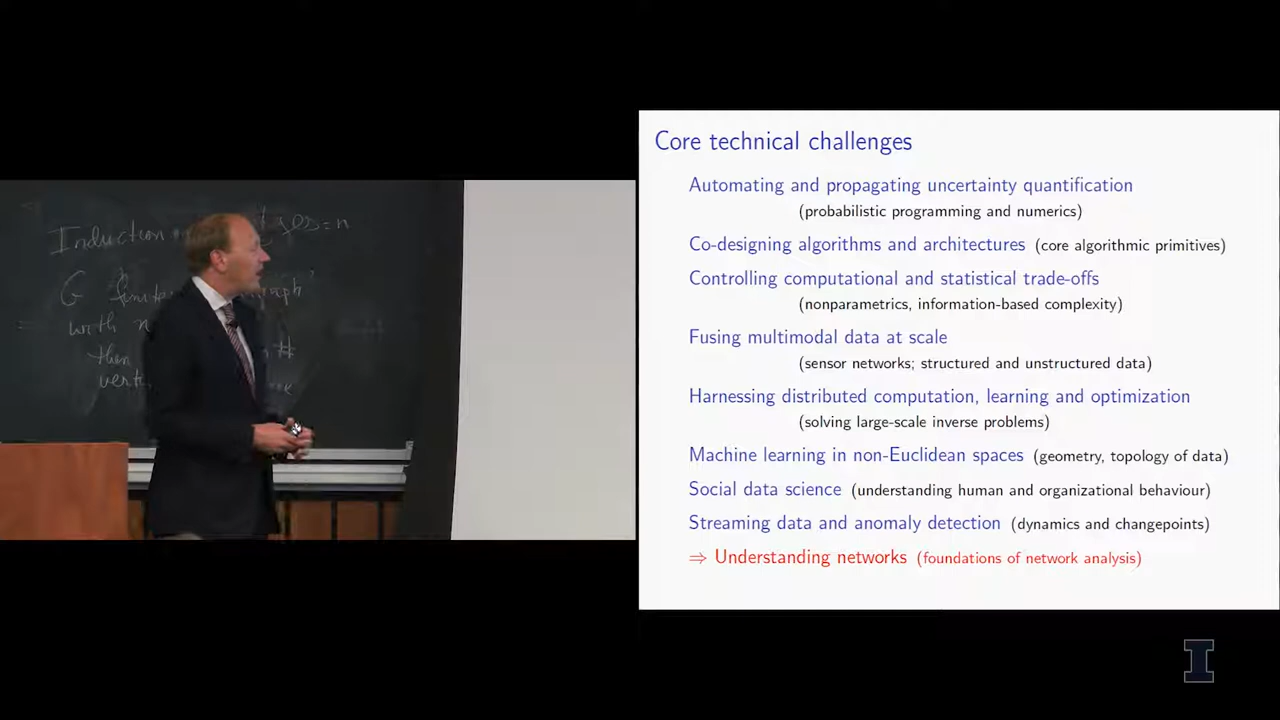 Induction
= n
G
with n
then
vert
Core technical challenges
Automating and propagating uncertainty quantification
(probabilistic programming and numerics)
Co-designing algorithms and architectures (core algorithmic primitives)
Controlling computational and statistical trade-offs
(nonparametrics, information-based complexity)
Fusing multimodal data at scale
(sensor networks; structured and unstructured data)
Harnessing distributed computation, learning and optimization
(solving large-scale inverse problems)
Machine learning in non-Euclidean spaces (geometry, topology of data)
Social data science (understanding human and organizational behaviour)
Streaming data and anomaly detection (dynamics and changepoints)
⇒ Understanding networks (foundations of network analysis)
I